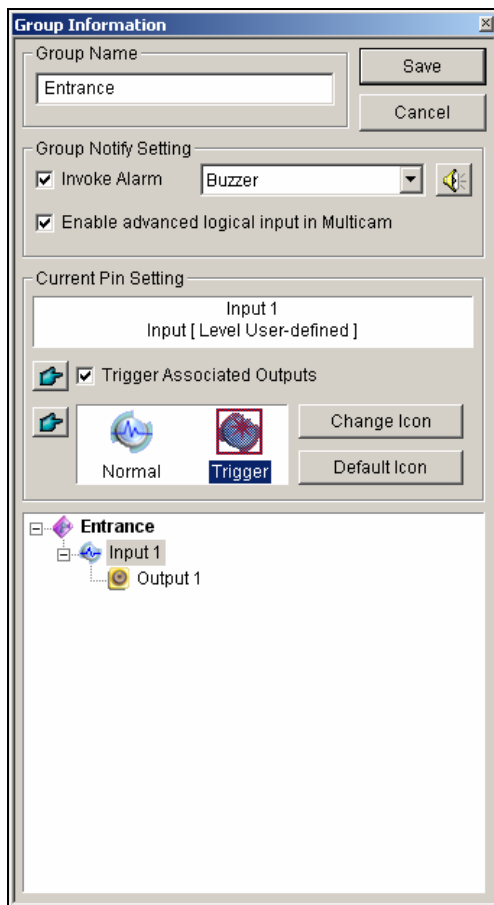 Group Information
Group Name
Save
Entrance
Cancel
Group Notify Setting
Invoke Alarm
Buzzer
Enable advanced logical input in Multicam
Current Pin Setting
Input 1
Input [ Level User-defined ]
Trigger Associated Outputs
Change Icon
Normal
Trigger
Default Icon
Entrance
Input 1
Output 1